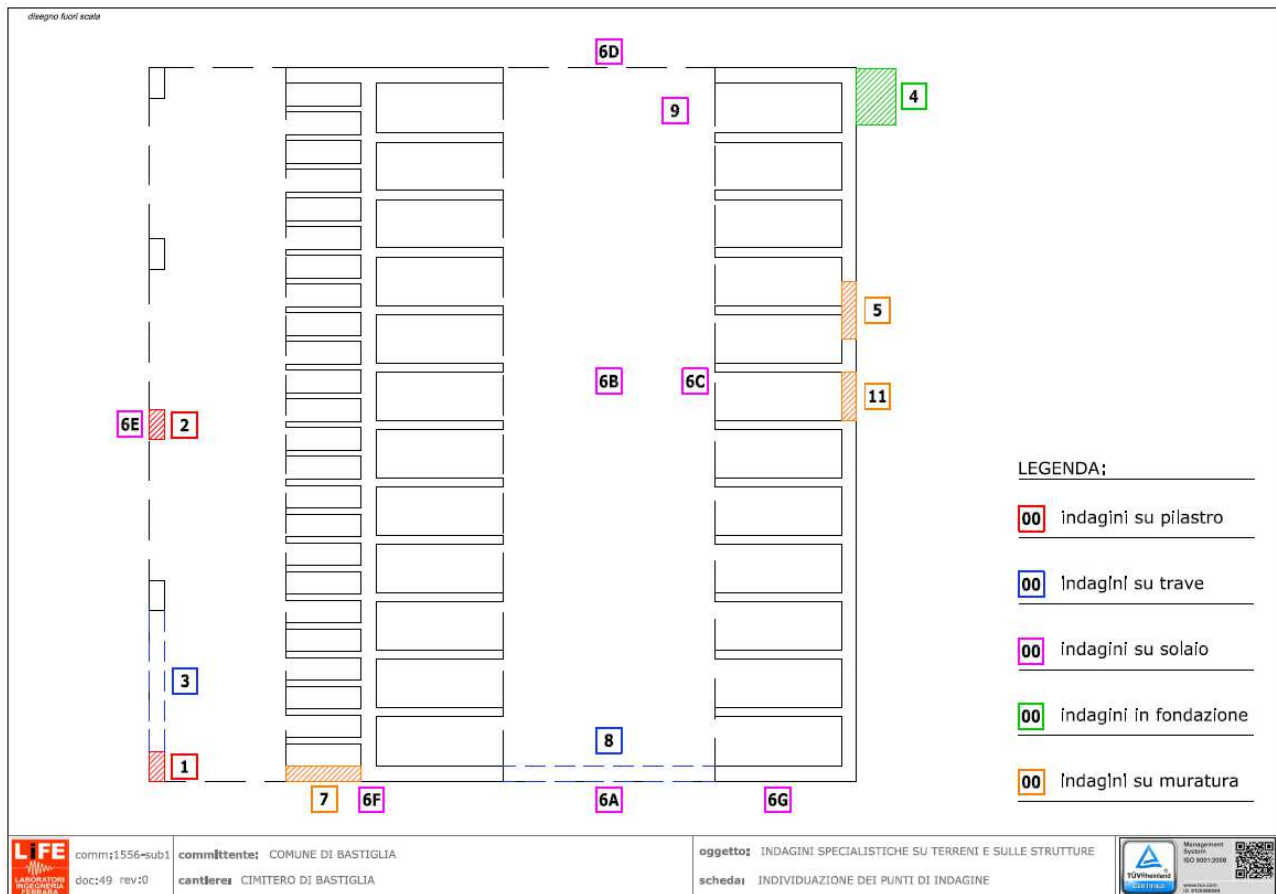 disegno fuori scala
6D
9
4
5
6B
6C
11
6E
2
LEGENDA:
00 indagini su pilastro
00 indagini su trave
00 indagini su solaio
00 indagini in fondazione
00 indagini su muratura
3
8
1
7
6F
6A
6G
LiFE
LABORATORI
INGEGNERIA
FERRARA
comm:1556-sub1
doc:49 rev:0
committente: COMUNE DI BASTIGLIA
cantiere: CIMITERO DI BASTIGLIA
oggetto: INDAGINI SPECIALISTICHE SU TERRENI E SULLE STRUTTURE
scheda: INDIVIDUAZIONE DEI PUNTI DI INDAGINE
TÜVRheinland
Management
System
ISO 9001:2008
www.tuv.com